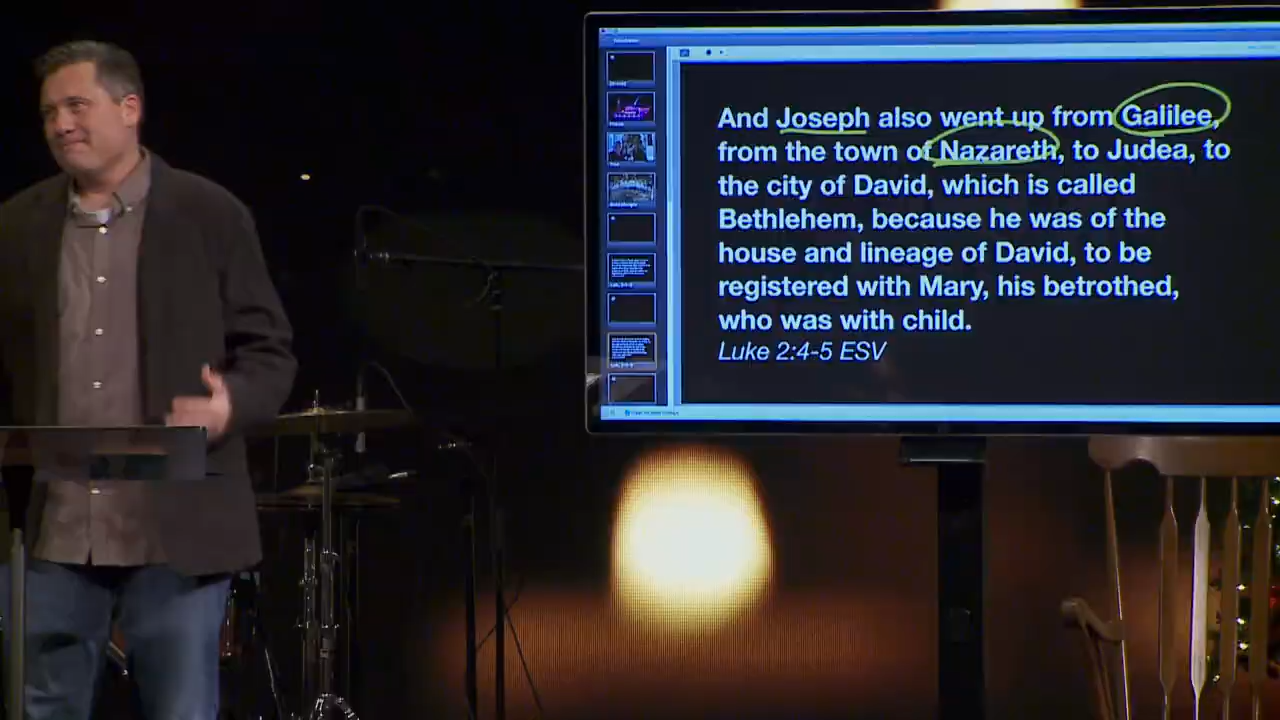 And Joseph also went up from Galilee,
from the town of Nazareth, to Judea, to
the city of David, which is called
Bethlehem, because he was of the
house and lineage of David, to be
registered with Mary, his betrothed,
who was with child.
Luke 2:4-5 ESV